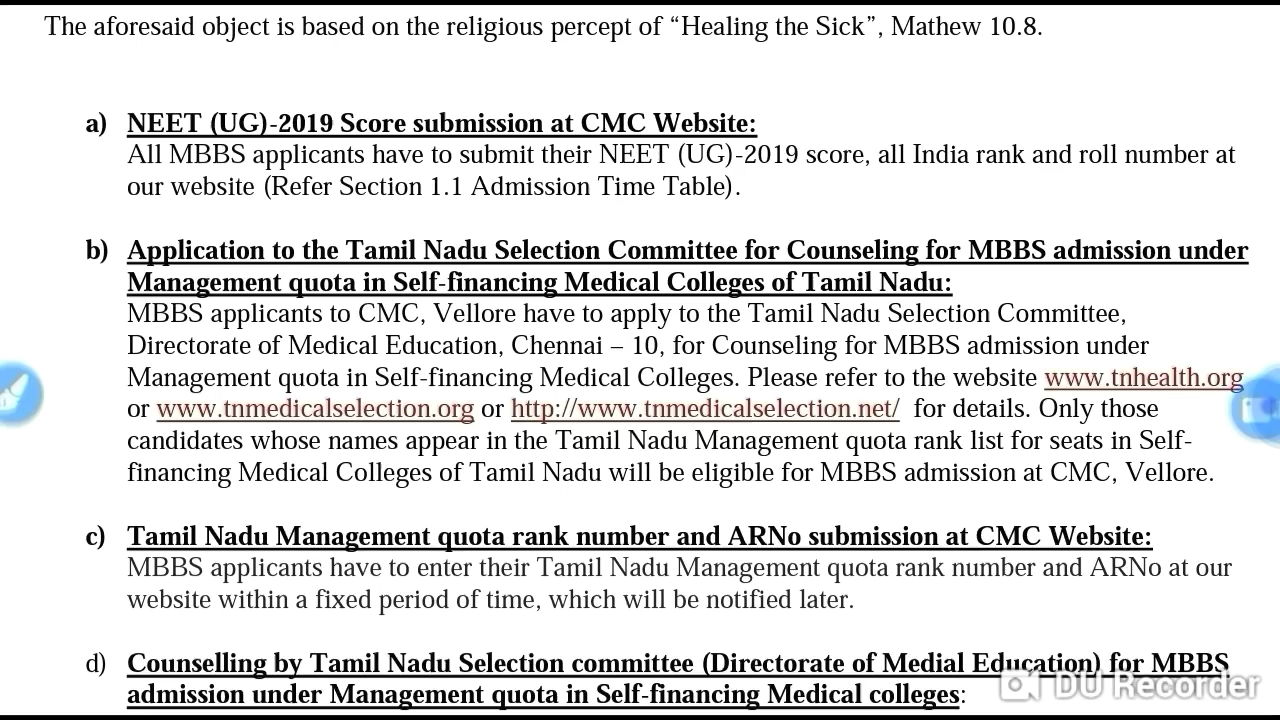 The aforesaid object is based on the religious percept of “Healing the Sick”, Mathew 10.8.
a) NEET (UG)-2019 Score submission at CMC Website:
All MBBS applicants have to submit their NEET (UG)-2019 score, all India rank and roll number at
our website (Refer Section 1.1 Admission Time Table).
b) Application to the Tamil Nadu Selection Committee for Counseling for MBBS admission under
Management quota in Self-financing Medical Colleges of Tamil Nadu:
MBBS applicants to CMC, Vellore have to apply to the Tamil Nadu Selection Committee,
Directorate of Medical Education, Chennai – 10, for Counseling for MBBS admission under
Management quota in Self-financing Medical Colleges. Please refer to the website www.tnhealth.org
or www.tnmedicalselection.org or http://www.tnmedicalselection.net/ for details. Only those
candidates whose names appear in the Tamil Nadu Management quota rank list for seats in Self-
financing Medical Colleges of Tamil Nadu will be eligible for MBBS admission at CMC, Vellore.
c) Tamil Nadu Management quota rank number and ARNo submission at CMC Website:
MBBS applicants have to enter their Tamil Nadu Management quota rank number and ARNo at our
website within a fixed period of time, which will be notified later.
d) Counselling by Tamil Nadu Selection committee (Directorate of Medial Education) for MBBS
admission under Management quota in Self-financing Medical colleges:
DU Recorder